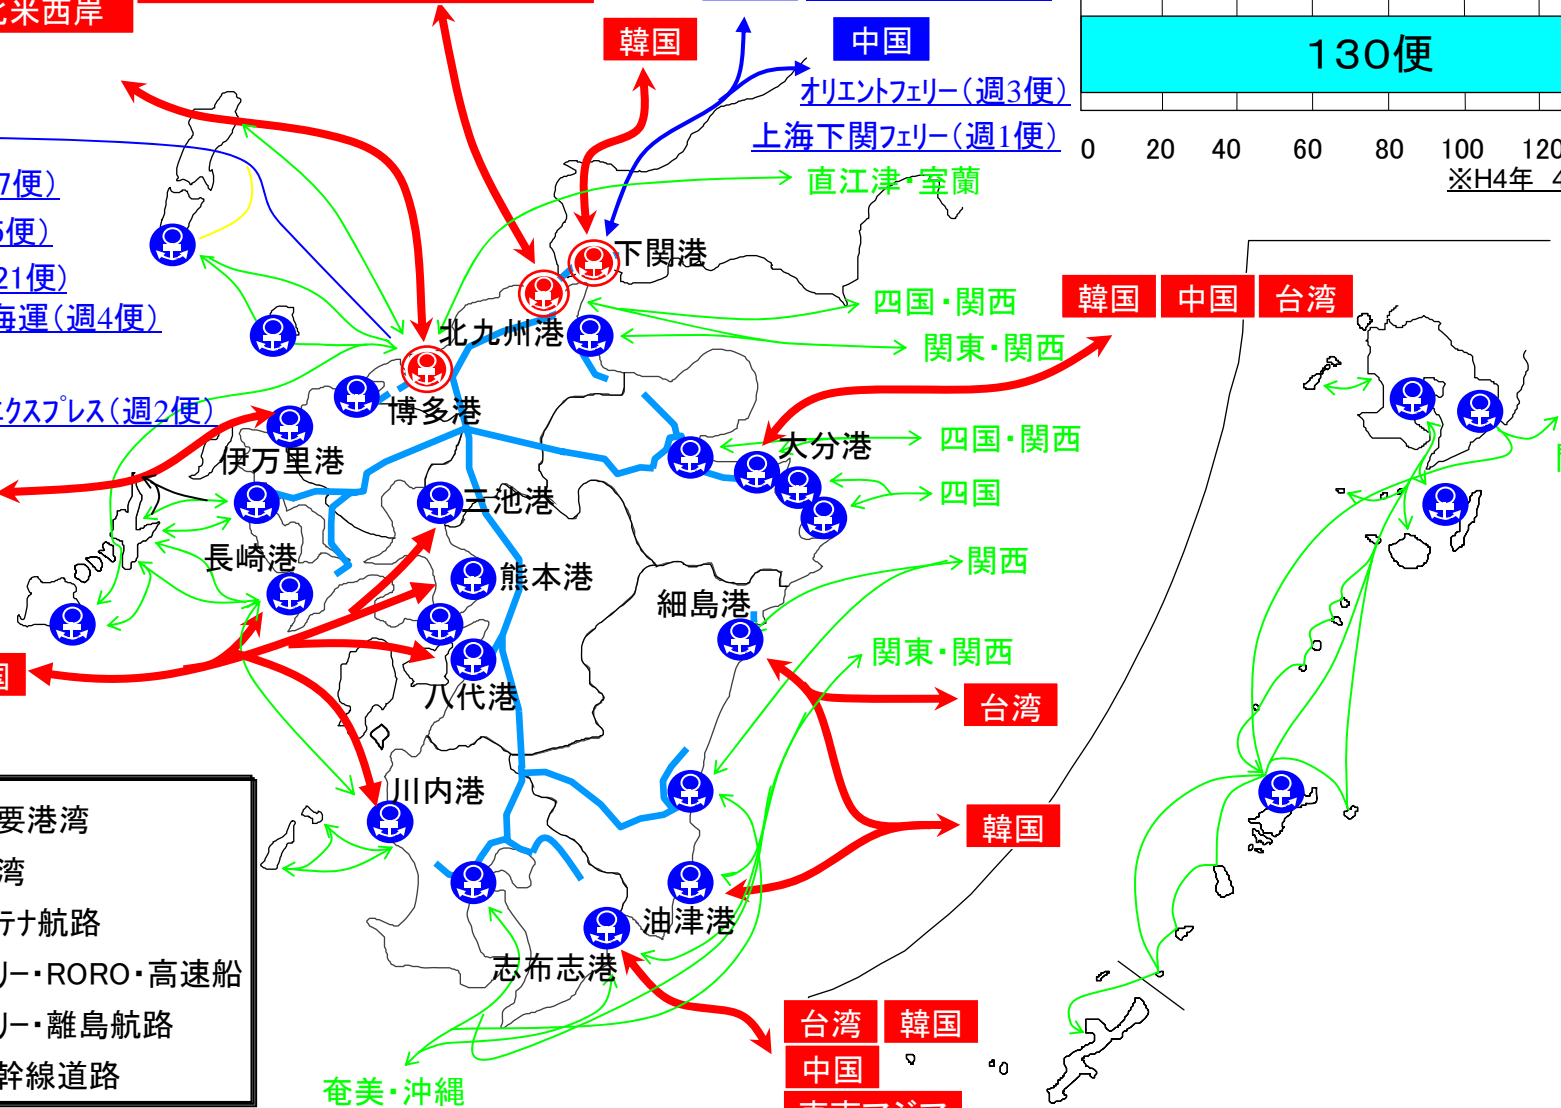 北米西岸
韓国
中国
オリエントフェリー(週3便)
上海下関フェリー(週1便)
130便
0 20 40 60 80 100 120
※H4年 4
7便)
5便)
21便)
海運(週4便)
エクスプレス(週2便)
直江津・室蘭
下関港
北九州港
四国・関西
関東・関西
韓国 中国 台湾
博多港
伊万里港
大分港
四国・関西
三池港
四国
長崎港
熊本港
関西
細島港
関東・関西
国
八代港
台湾
川内港
韓国
油津港
志布志港
要港湾
湾
テナ航路
リー・RORO・高速船
リー・離島航路
幹線道路
台湾 韓国
中国
奄美・沖縄